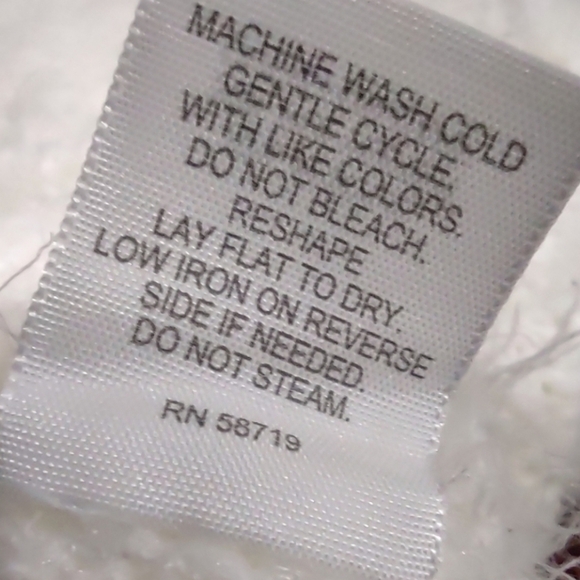 MACHINE WASH COLD
GENTLE CYCLE,
WITH LIKE COLORS.
DO NOT BLEACH.
RESHAPE
LAY FLAT TO DRY.
LOW IRON ON REVERSE
SIDE IF NEEDED.
DO NOT STEAM.
RN 58719